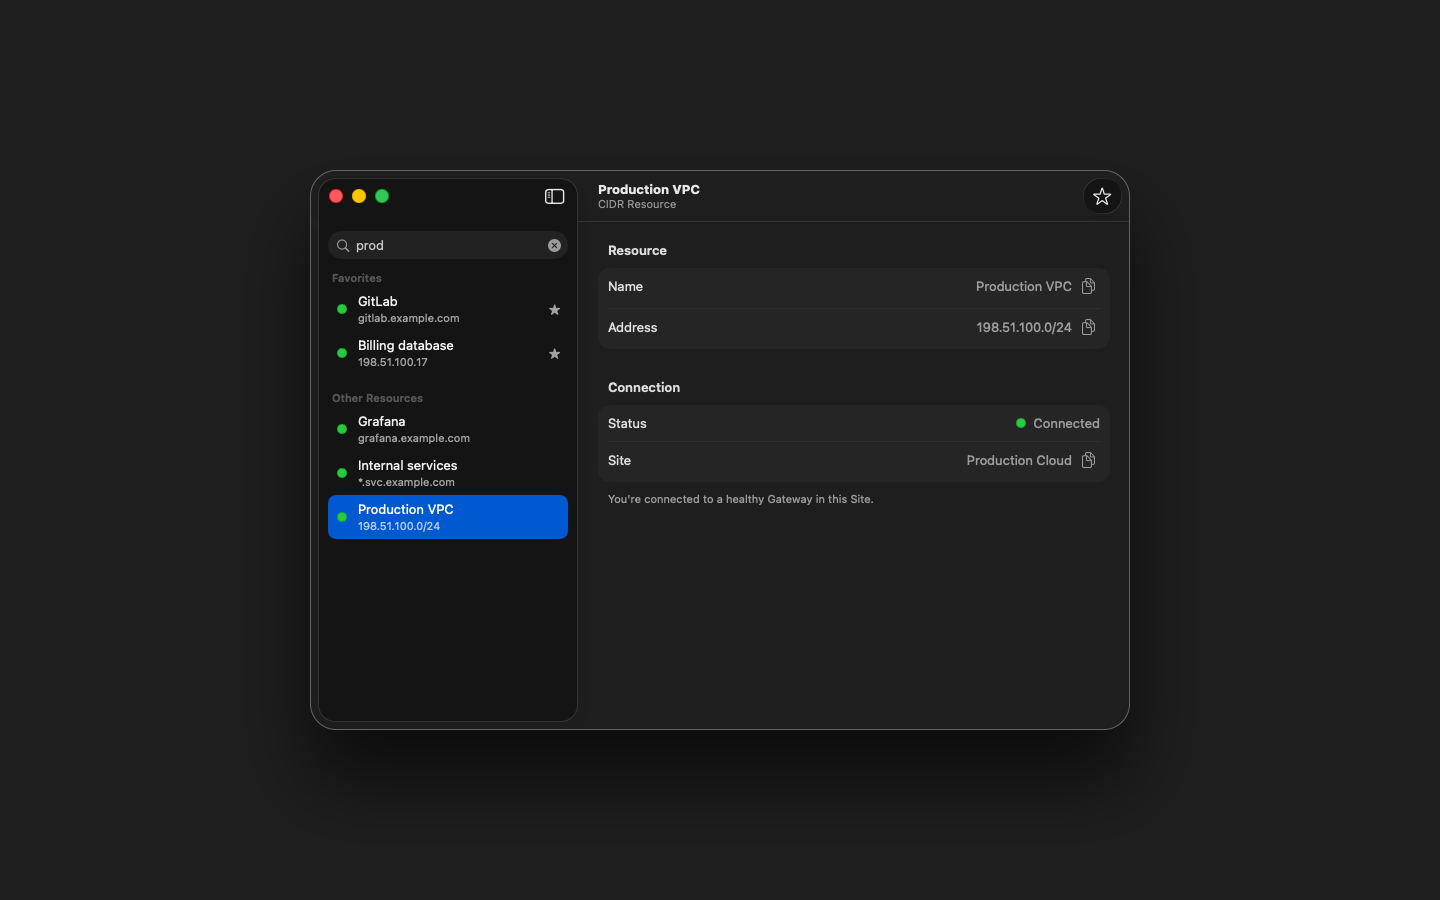 prod
Favorites
GitLab
gitlab.example.com
Billing database
198.51.100.17
Other Resources
Grafana
grafana.example.com
Internal services
*.svc.example.com
Production VPC
198.51.100.0/24
Production VPC
CIDR Resource
Resource
Name Production VPC
Address 198.51.100.0/24
Connection
Status Connected
Site Production Cloud
You're connected to a healthy Gateway in this Site.